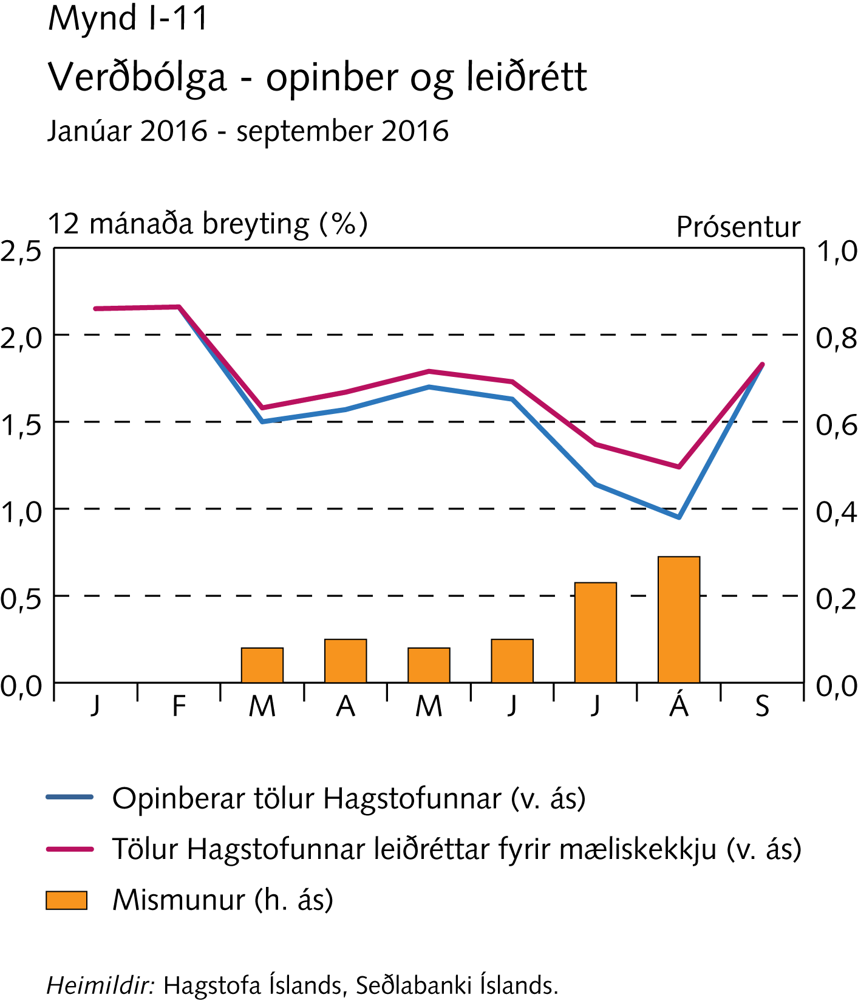 Mynd I-11
Verðbólga - opinber og leiðrétt
Janúar 2016 - september 2016
12 mánaða breyting (%)
Prósentur
2,5
1,0
2,0
0,8
1,5
0,6
1,0
0,4
0,5
0,2
0,0
0,0
J F M A M J J Á S
Opinberar tölur Hagstofunnar (v. ás)
Tölur Hagstofunnar leiðréttar fyrir mæliskekkju (v. ás)
Mismunur (h. ás)
Heimildir: Hagstofa Íslands, Seðlabanki Íslands.